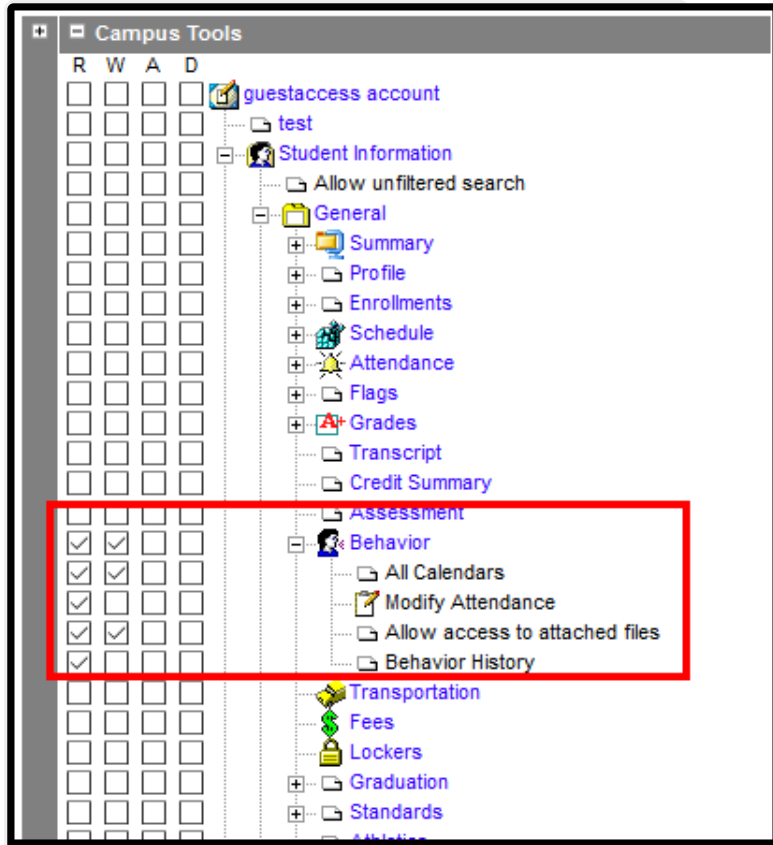 Campus Tools
R W A D
guestaccess account
test
Student Information
Allow unfiltered search
General
Summary
Profile
Enrollments
Schedule
Attendance
Flags
Grades
Transcript
Credit Summary
Assessment
Behavior
All Calendars
Modify Attendance
Allow access to attached files
Behavior History
Transportation
Fees
Lockers
Graduation
Standards
Athletics